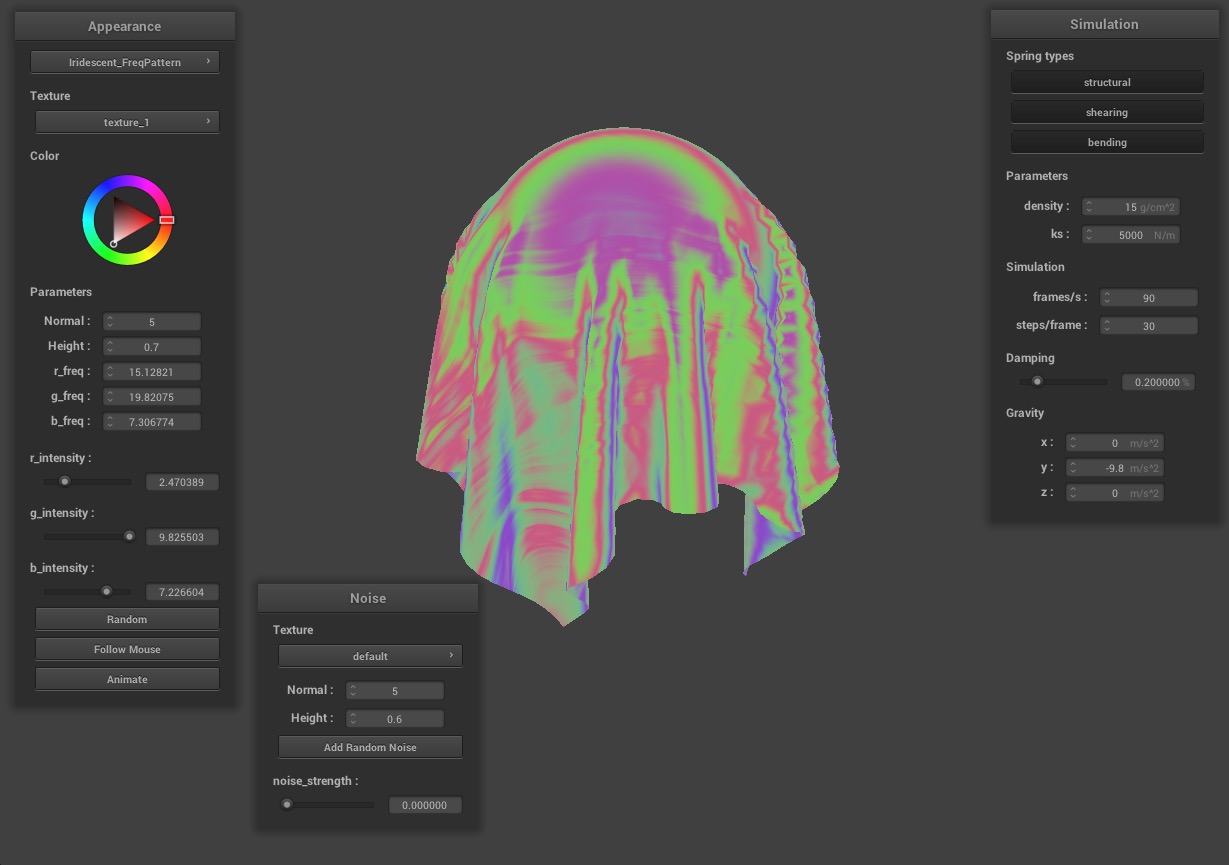 Appearance
Iridescent_FreqPattern
Texture
texture_1
Color
Parameters
Normal : 5
Height : 0.7
r_freq : 15.12821
g_freq : 19.82075
b_freq : 7.306774
r_intensity :
2.470389
g_intensity :
9.825503
b_intensity :
7.226604
Random
Follow Mouse
Animate
Noise
Texture
default
Normal : 5
Height : 0.6
Add Random Noise
noise_strength :
0.000000
Simulation
Spring types
structural
shearing
bending
Parameters
density : 15 g/cm^2
ks : 5000 N/m
Simulation
frames/s : 90
steps/frame : 30
Damping
0.200000 %
Gravity
x : 0 m/s^2
y : -9.8 m/s^2
z : 0 m/s^2